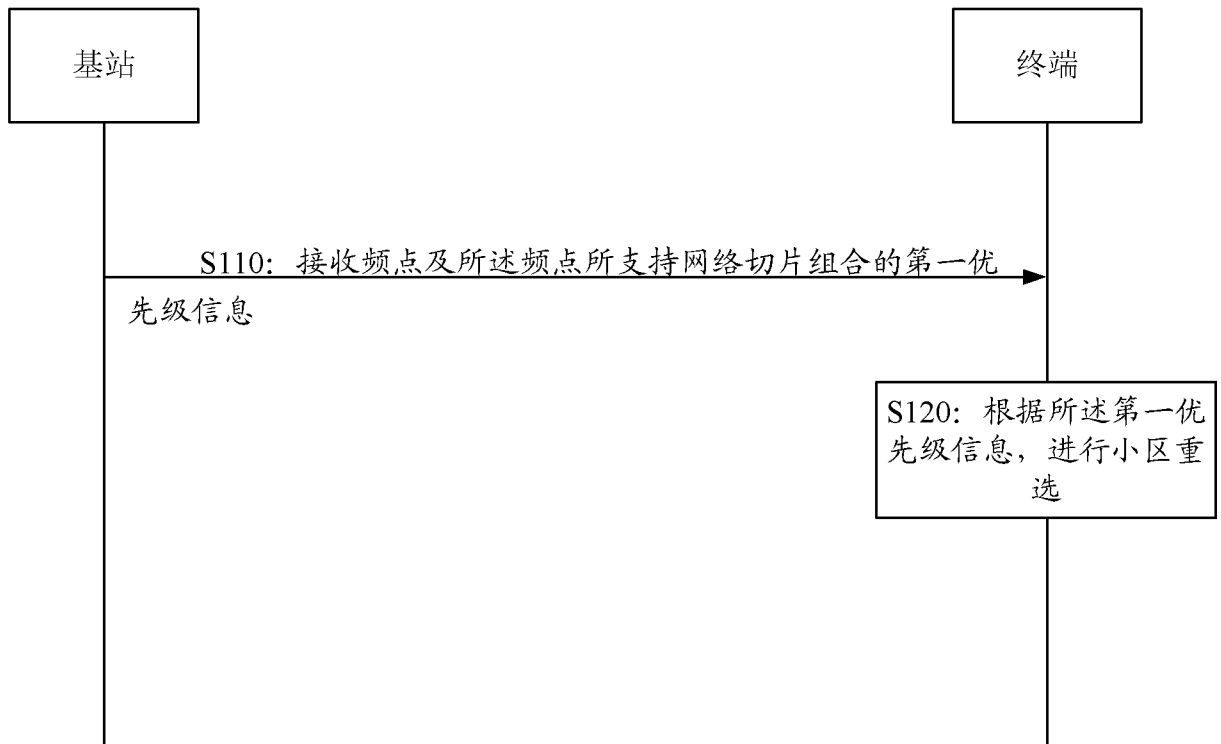 基站
终端
S110：接收频点及所述频点所支持网络切片组合的第一优
先级信息
S120：根据所述第一优
先级信息，进行小区重
选